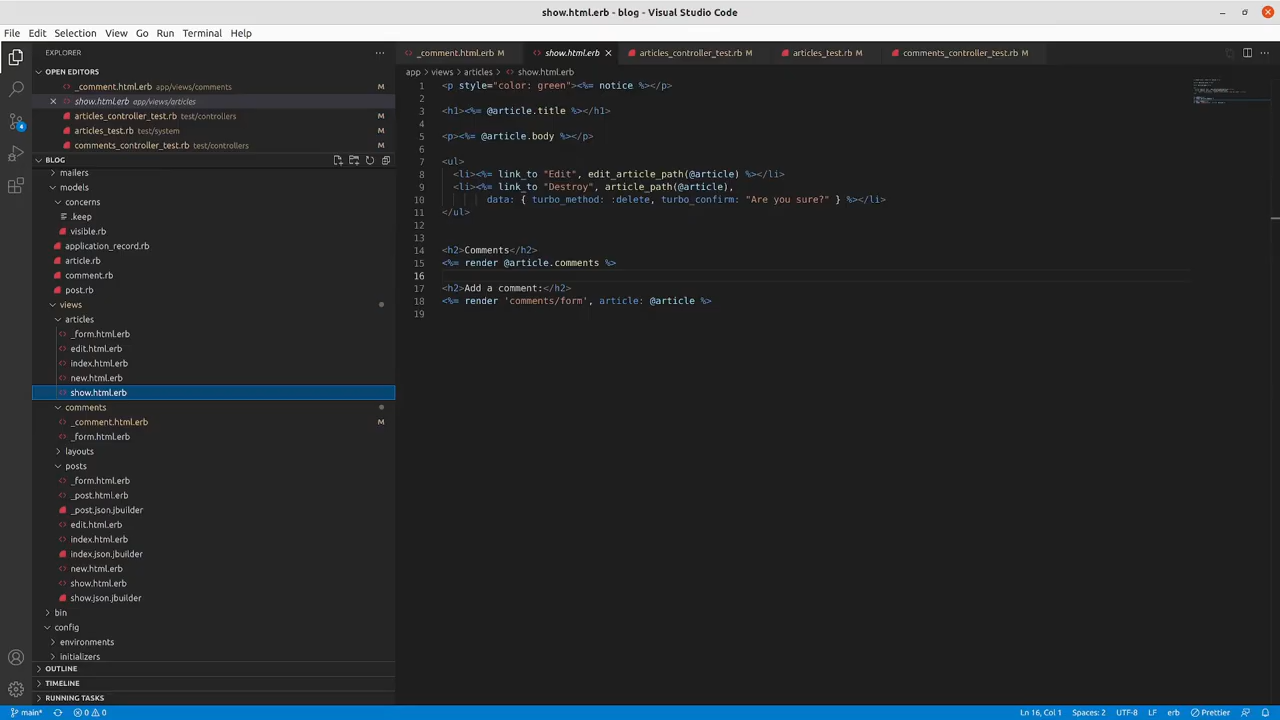 show.html.erb - blog - Visual Studio Code
File Edit Selection View Go Run Terminal Help
EXPLORER
OPEN EDITORS
_comment.html.erb app/views/comments M
show.html.erb app/views/articles
articles_controller_test.rb test/controllers M
articles_test.rb test/system M
comments_controller_test.rb test/controllers M
BLOG
mailers
models
concerns
.keep
visible.rb
application_record.rb
article.rb
comment.rb
post.rb
views
articles
_form.html.erb
edit.html.erb
index.html.erb
new.html.erb
show.html.erb
comments
_comment.html.erb M
_form.html.erb
layouts
posts
_form.html.erb
_post.html.erb
_post.json.jbuilder
edit.html.erb
index.html.erb
index.json.jbuilder
new.html.erb
show.html.erb
show.json.jbuilder
bin
config
environments
initializers
OUTLINE
TIMELINE
RUNNING TASKS
4
_comment.html.erb M show.html.erb articles_controller_test.rb M articles_test.rb M comments_controller_test.rb M
app views articles show.html.erb
1 <p style="color: green"><%= notice %></p>
2
3 <h1><%= @article.title %></h1>
4
5 <p><%= @article.body %></p>
6
7 <ul>
8 <li><%= link_to "Edit", edit_article_path(@article) %></li>
9 <li><%= link_to "Destroy", article_path(@article),
10 data: { turbo_method: :delete, turbo_confirm: "Are you sure?" } %></li>
11 </ul>
12
13
14 <h2>Comments</h2>
15 <%= render @article.comments %>
16
17 <h2>Add a comment:</h2>
18 <%= render 'comments/form', article: @article %>
19
main* 0 0 Ln 16, Col 1 Spaces: 2 UTF-8 LF erb Prettier